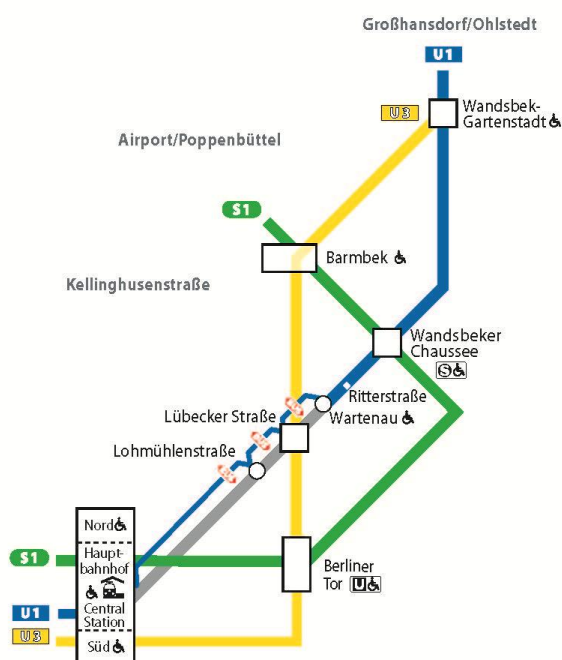 Großhansdorf/Ohlstedt
U1
U3
Wandsbek-
Gartenstadt
Airport/Poppenbüttel
S1
Barmbek
Kellinghusenstraße
Wandsbeker
Chaussee
S
Ritterstraße
Lübecker Straße
Wartenau
Lohmühlenstraße
Nord
S1
Haupt-
bahnhof
Central
Station
Berliner
Tor U
U1
U3
Süd